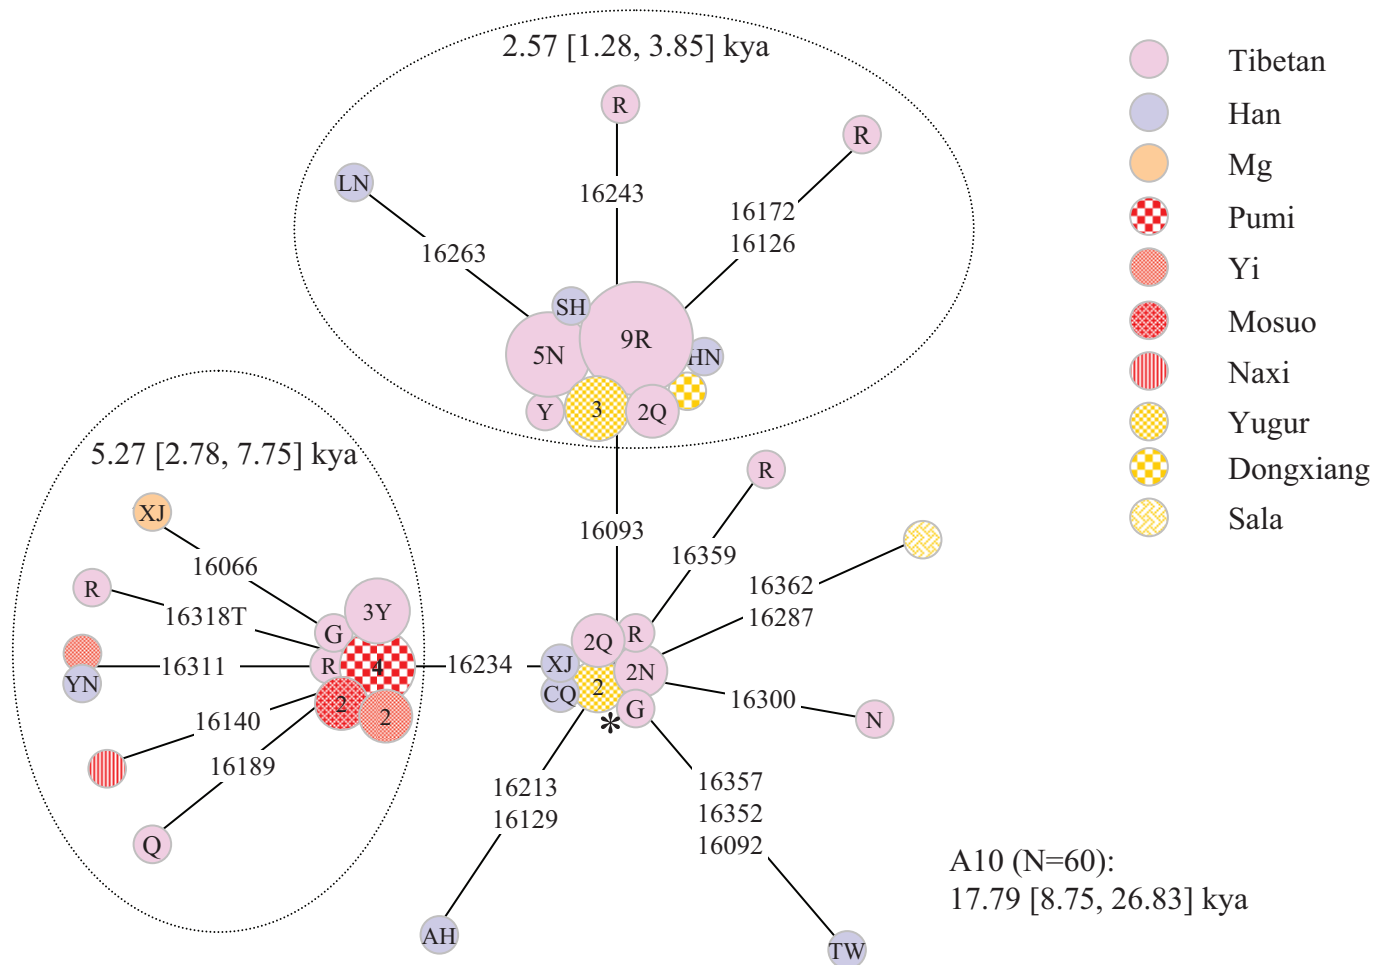 2.57 [1.28, 3.85] kya
R
R
LN
16243
16172
16126
16263
SH
5N
9R
HN
Y
3
2Q
Tibetan
Han
Mg
Pumi
Yi
Mosuo
Naxi
Yugur
Dongxiang
Sala
5.27 [2.78, 7.75] kya
XJ
16066
R
16318T
3Y
G
16311
YN
R
4
2
2
16140
16189
Q
16234
16093
R
16359
16362
16287
2Q
R
XJ
2N
CQ
2
G
*
16300
N
16213
16129
AH
16357
16352
16092
TW
A10 (N=60):
17.79 [8.75, 26.83] kya